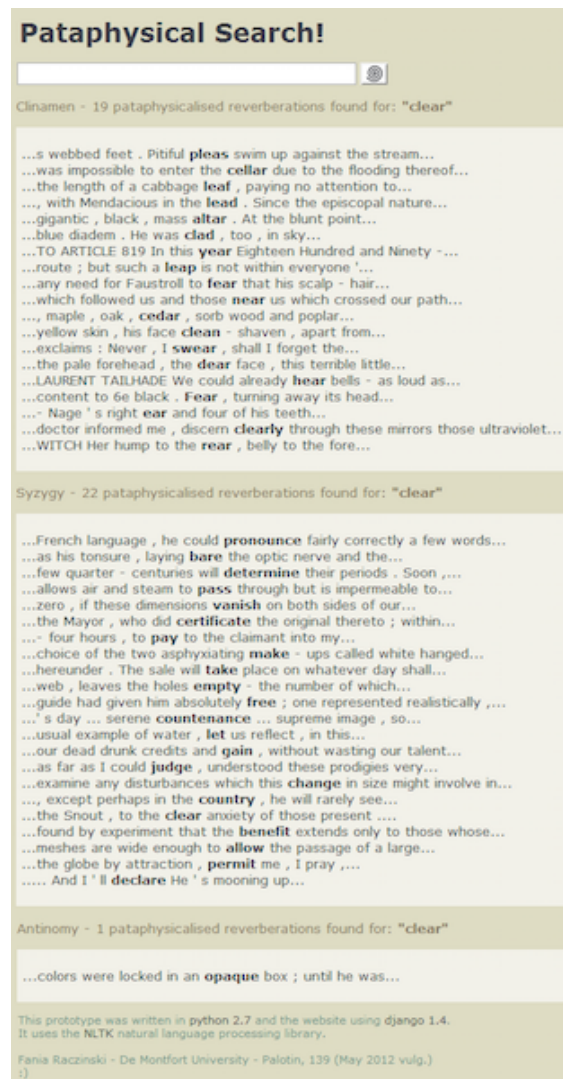 Pataphysical Search!
Clinamen - 19 pataphysicalised reverberations found for: "clear"
...s webbed feet . Pitiful pleas swim up against the stream...
...was impossible to enter the cellar due to the flooding thereof...
...the length of a cabbage leaf , paying no attention to...
..., with Mendacious in the lead . Since the episcopal nature...
...gigantic , black , mass altar . At the blunt point...
...blue diadem . He was clad , too , in sky...
...TO ARTICLE 819 In this year Eighteen Hundred and Ninety -...
...route ; but such a leap is not within everyone '...
...any need for Faustroll to fear that his scalp - hair...
...which followed us and those near us which crossed our path...
..., maple , oak , cedar , sorb wood and poplar...
...yellow skin , his face clean - shaven , apart from...
...exclaims : Never , I swear , shall I forget the...
...the pale forehead , the dear face , this terrible little...
...LAURENT TAILHADE We could already hear bells - as loud as...
...content to 6e black . Fear , turning away its head...
...- Nage ' s right ear and four of his teeth...
...doctor informed me , discern clearly through these mirrors those ultraviolet...
...WITCH Her hump to the rear , belly to the fore...
Syzygy - 22 pataphysicalised reverberations found for: "clear"
...French language , he could pronounce fairly correctly a few words...
...as his tonsure , laying bare the optic nerve and the...
...few quarter - centuries will determine their periods . Soon ,...
...allows air and steam to pass through but is impermeable to...
...zero , if these dimensions vanish on both sides of our...
...the Mayor , who did certificate the original thereto ; within...
...- four hours , to pay to the claimant into my...
...choice of the two asphyxiating make - ups called white hanged...
...hereunder . The sale will take place on whatever day shall...
...web , leaves the holes empty - the number of which...
...guide had given him absolutely free ; one represented realistically ,...
...' s day ... serene countenance ... supreme image , so...
...usual example of water , let us reflect , in this...
...our dead drunk credits and gain , without wasting our talent...
...as far as I could judge , understood these prodigies very...
...examine any disturbances which this change in size might involve in...
..., except perhaps in the country , he will rarely see...
...the Snout , to the clear anxiety of those present ....
...found by experiment that the benefit extends only to those whose...
...meshes are wide enough to allow the passage of a large...
...the globe by attraction , permit me , I pray ,...
..... And I ' ll declare He ' s mooning up...
Antinomy - 1 pataphysicalised reverberations found for: "clear"
...colors were locked in an opaque box ; until he was...
This prototype was written in python 2.7 and the website using django 1.4.
It uses the NLTK natural language processing library.
Fania Raczinski - De Montfort University - Palotin, 139 (May 2012 vulg.)
:)